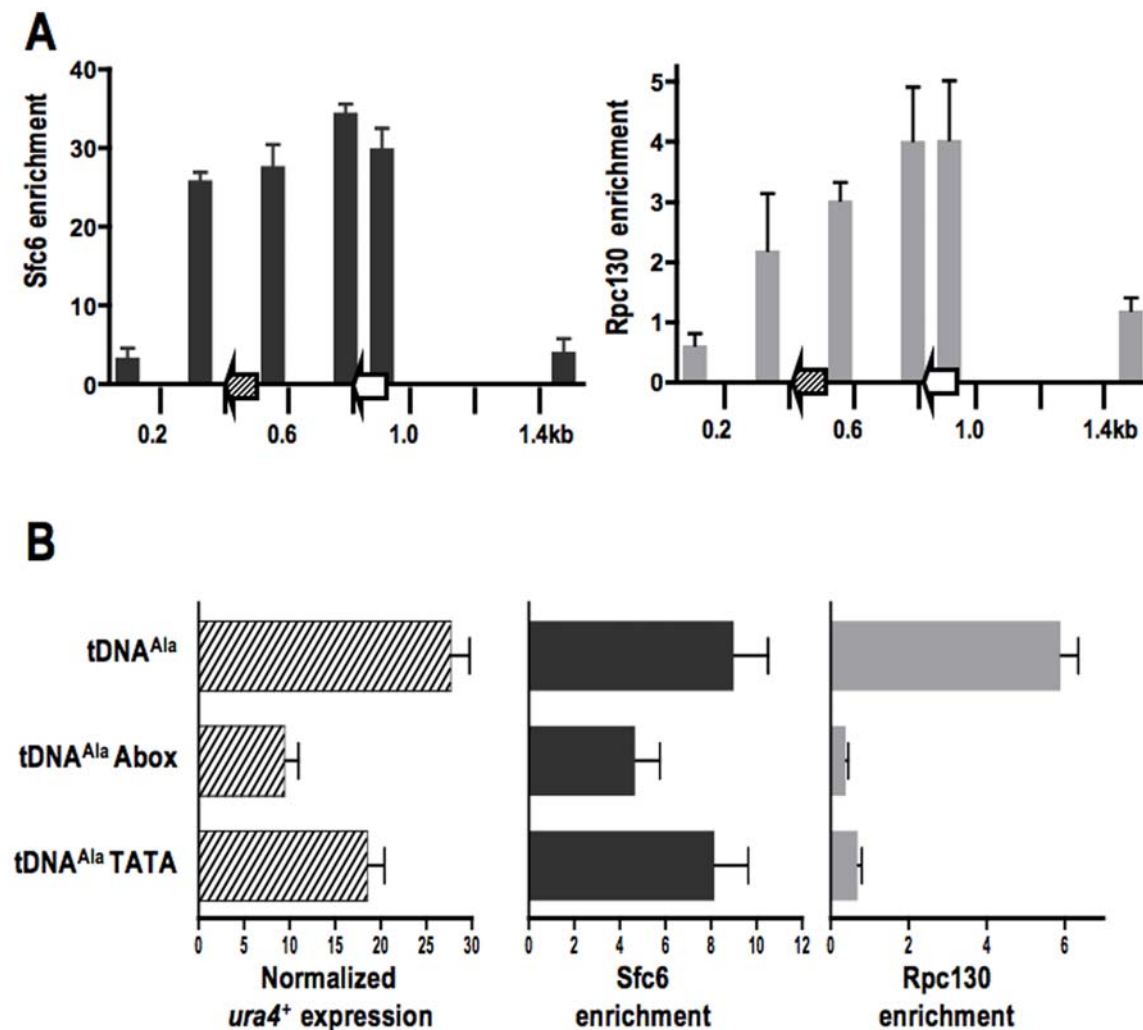 A
Sfc6 enrichment
40
30
20
10
0
0.2
0.6
1.0
1.4kb
Rpc130 enrichment
5
4
3
2
1
0
0.2
0.6
1.0
1.4kb
B
tDNAAla
tDNAAla Abox
tDNAAla TATA
0 5 10 15 20 25 30
Normalized
ura4+ expression
0 2 4 6 8 10 12
Sfc6
enrichment
0 2 4 6
Rpc130
enrichment